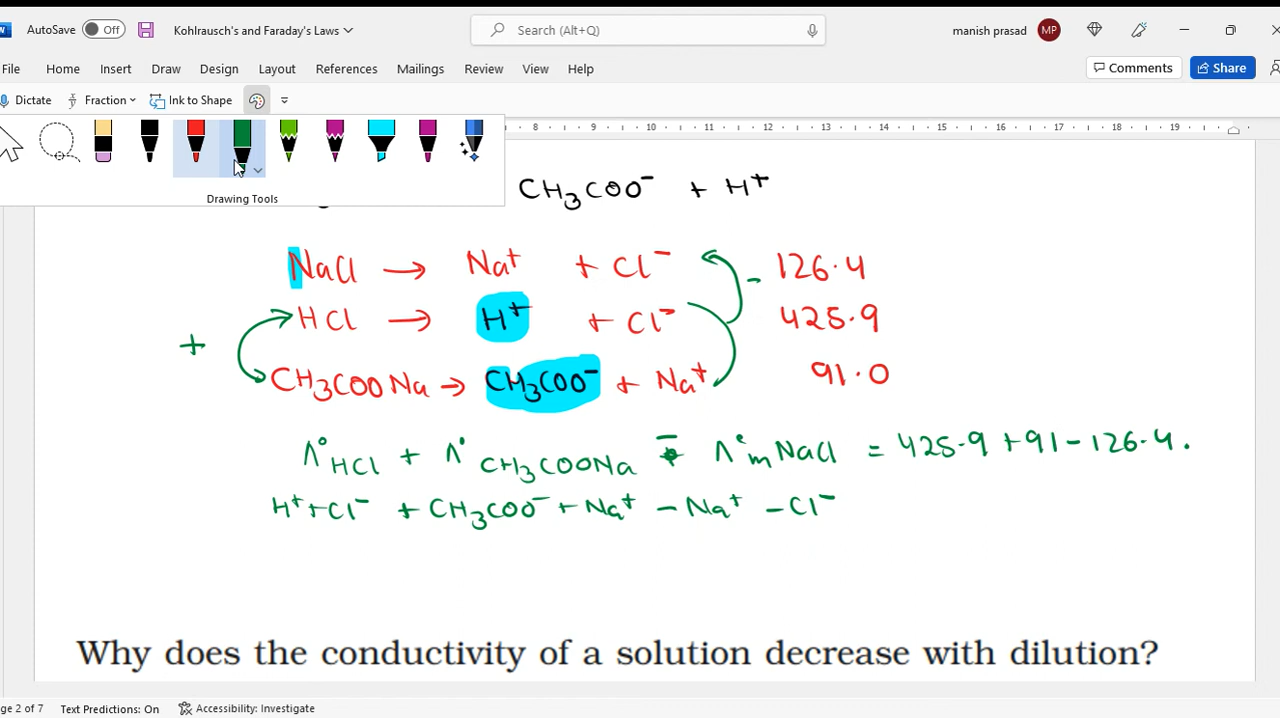 AutoSave Off Kohlrausch's and Faraday's Laws Search (Alt+Q) manish prasad MP
File Home Insert Draw Design Layout References Mailings Review View Help Comments Share
Dictate Fraction Ink to Shape
8 9 10 11 12 13 14 15 16 17 18 19
Drawing Tools
CH₃COO⁻ + H⁺
NaCl → Na⁺ + Cl⁻ - 126.4
+ HCl → H⁺ + Cl⁻ 425.9
CH₃COONa → CH₃COO⁻ + Na⁺ 91.0
Λ°HCl + Λ°CH₃COONa - Λ°mNaCl = 425.9 + 91 - 126.4.
H⁺ + Cl⁻ + CH₃COO⁻ + Na⁺ - Na⁺ - Cl⁻
Why does the conductivity of a solution decrease with dilution?
ge 2 of 7 Text Predictions: On Accessibility: Investigate